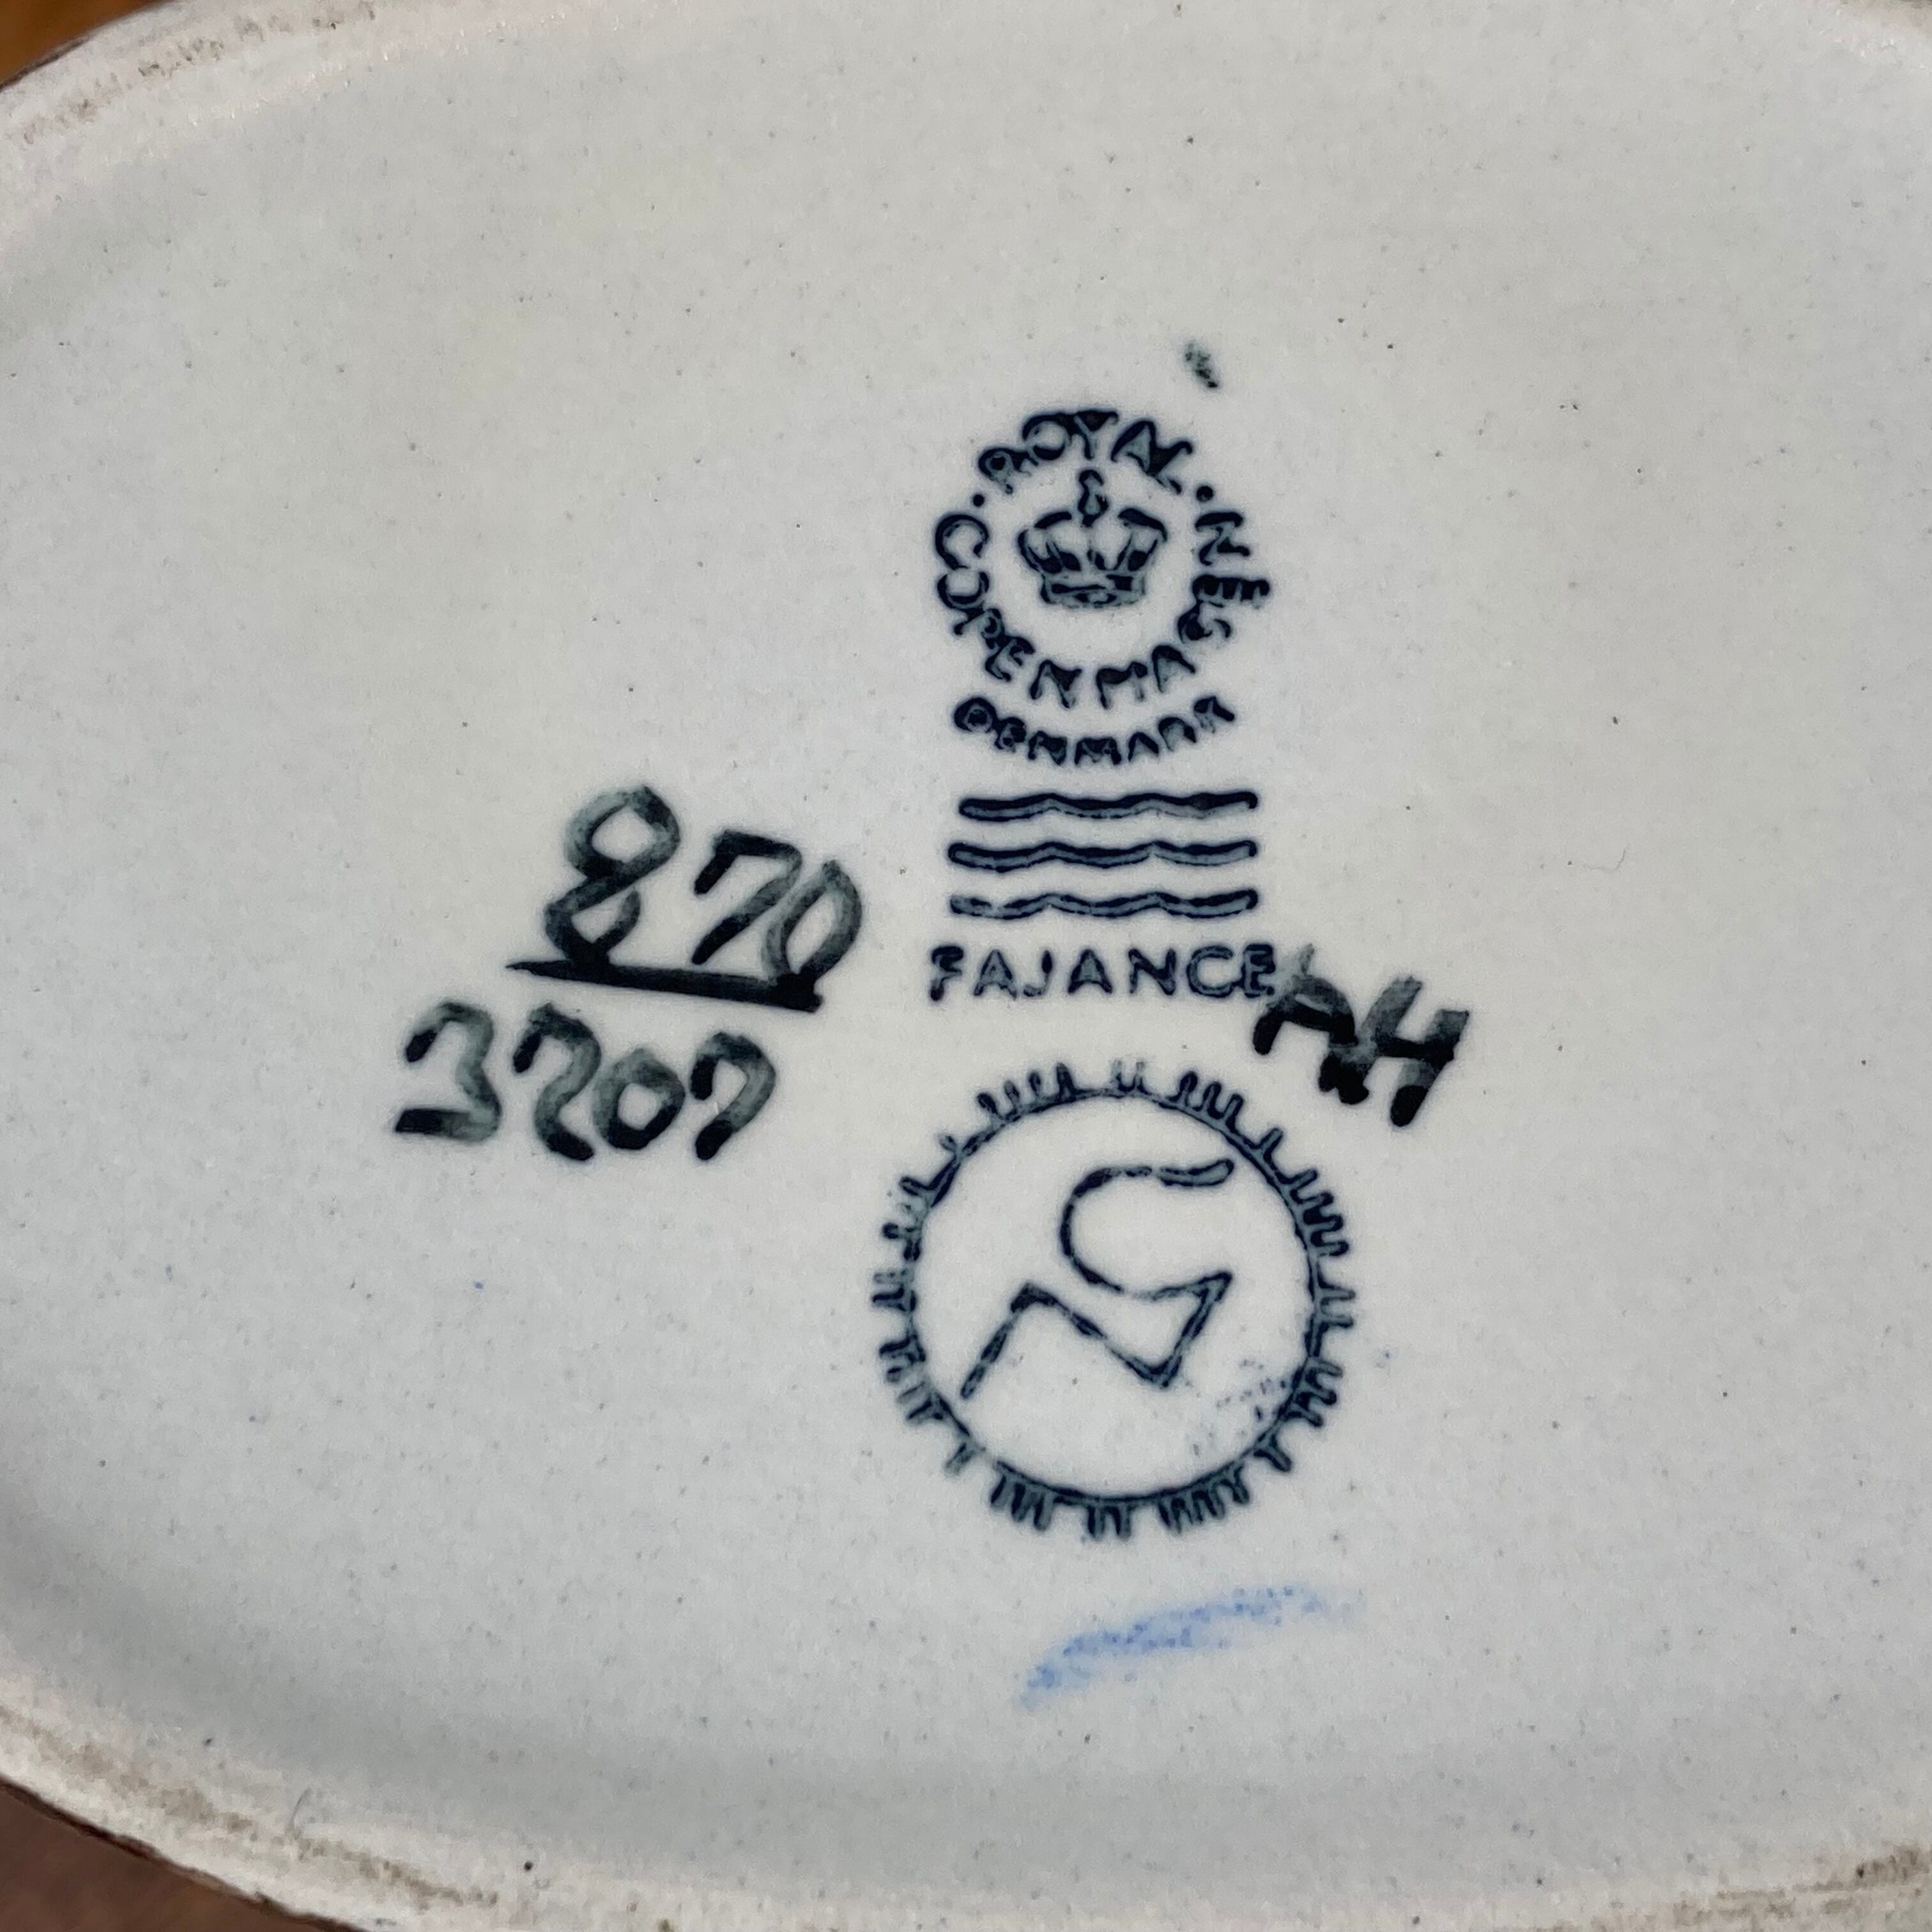 ROYAL · COPENHAGEN ·
DENMARK
FAJANCE
870
3207
AH